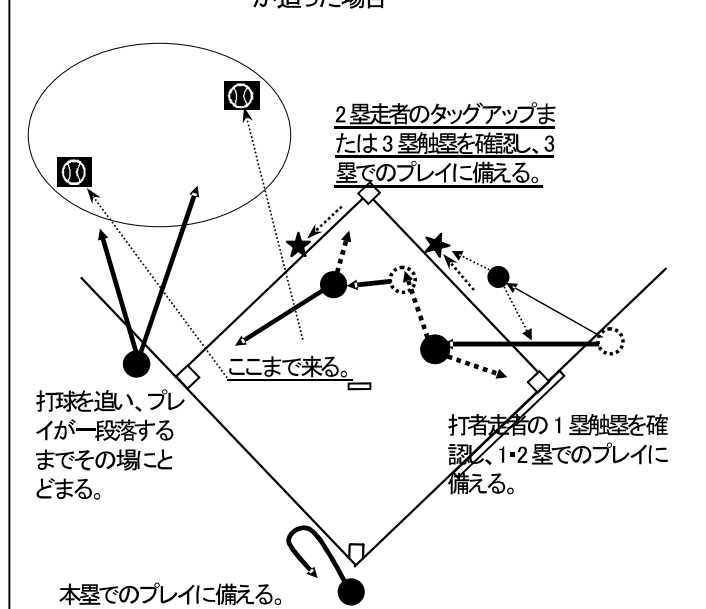 が追った場合
2塁走者のタッグアップま
たは3塁触塁を確認し、3
塁でのプレイに備える。
ここまで来る。
打球を追い、プレ
イが一段落する
までその場にと
どまる。
打者走者の1塁触塁を確
認し、1・2塁でのプレイに
備える。
本塁でのプレイに備える。